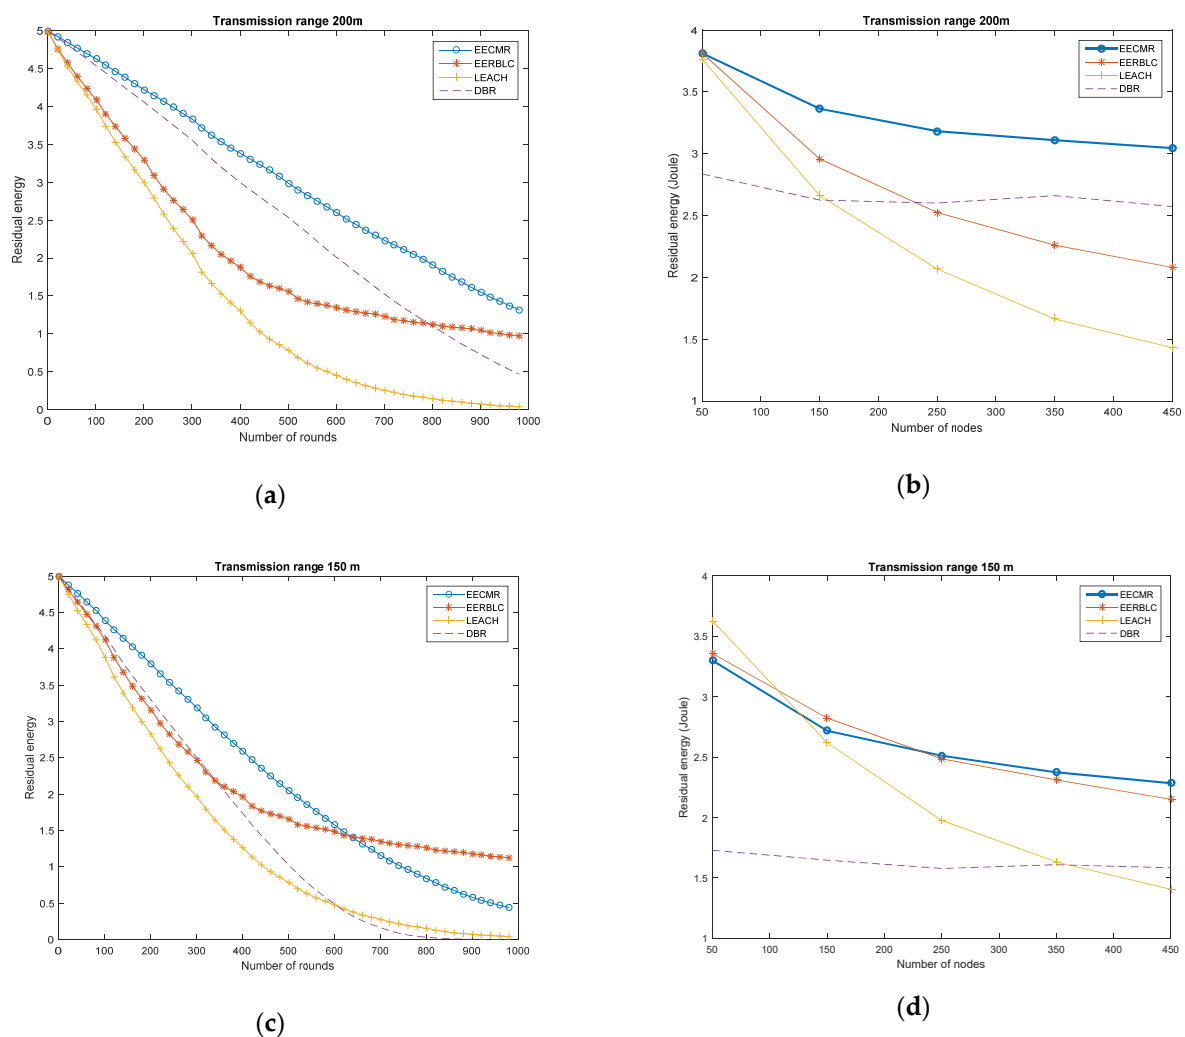 Transmission range 200m
5
4.5
4
3.5
3
2.5
2
1.5
1
0.5
0
Residual energy
0 100 200 300 400 500 600 700 800 900 1000
Number of rounds
EECMR
EERBLC
LEACH
DBR
(a)
Transmission range 200m
4
3.5
3
2.5
2
1.5
1
Residual energy (Joule)
50 100 150 200 250 300 350 400 450
Number of nodes
EECMR
EERBLC
LEACH
DBR
(b)
Transmission range 150 m
5
4.5
4
3.5
3
2.5
2
1.5
1
0.5
0
Residual energy
0 100 200 300 400 500 600 700 800 900 1000
Number of rounds
EECMR
EERBLC
LEACH
DBR
(c)
Transmission range 150 m
4
3.5
3
2.5
2
1.5
1
Residual energy (Joule)
50 100 150 200 250 300 350 400 450
Number of nodes
EECMR
EERBLC
LEACH
DBR
(d)